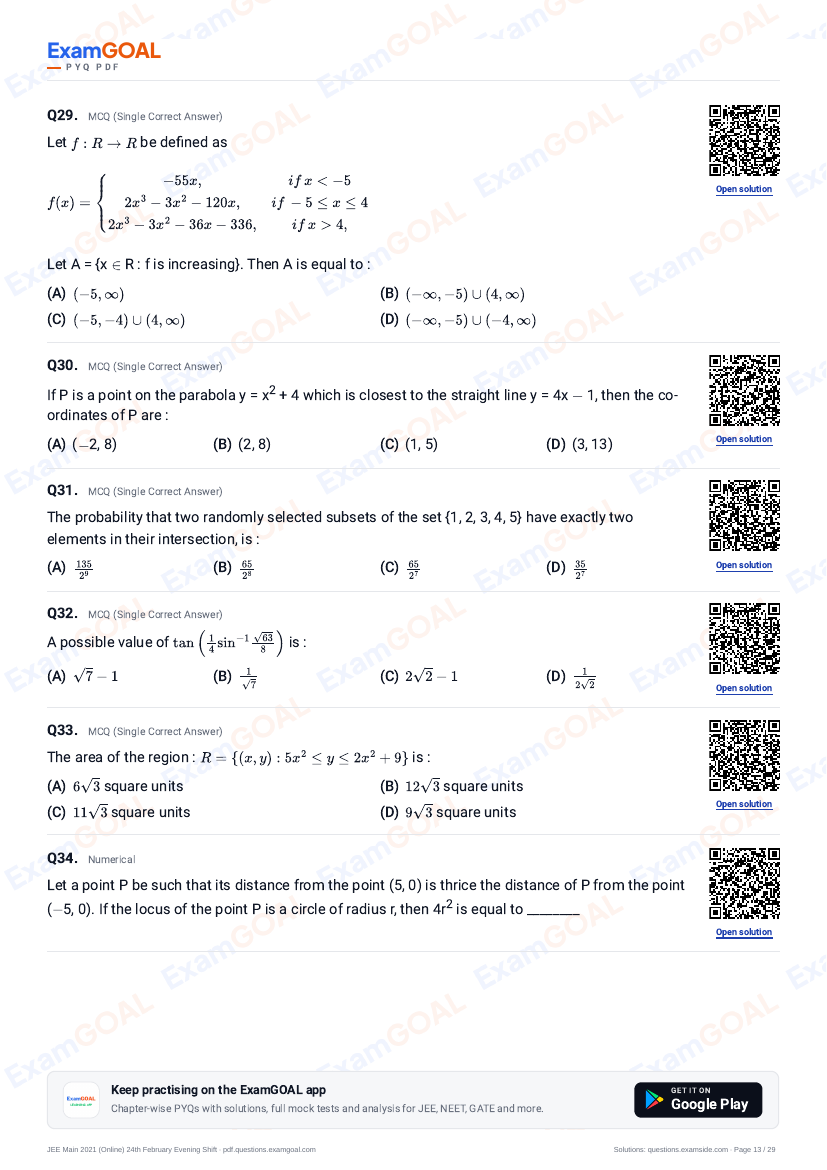 ExamGOAL
PYQ PDF
Q29. MCQ (Single Correct Answer)
Let f : R → R be defined as
f(x) = { −55x, if x < −5
2x³ − 3x² − 120x, if − 5 ≤ x ≤ 4
2x³ − 3x² − 36x − 336, if x > 4,
Let A = {x ∈ R : f is increasing}. Then A is equal to :
(A) (−5, ∞) (B) (−∞, −5) ∪ (4, ∞)
(C) (−5, −4) ∪ (4, ∞) (D) (−∞, −5) ∪ (−4, ∞)
Open solution
Q30. MCQ (Single Correct Answer)
If P is a point on the parabola y = x² + 4 which is closest to the straight line y = 4x − 1, then the co-
ordinates of P are :
(A) (−2, 8) (B) (2, 8) (C) (1, 5) (D) (3, 13)
Open solution
Q31. MCQ (Single Correct Answer)
The probability that two randomly selected subsets of the set {1, 2, 3, 4, 5} have exactly two
elements in their intersection, is :
(A) 135/2⁹ (B) 65/2⁸ (C) 65/2⁷ (D) 35/2⁷
Open solution
Q32. MCQ (Single Correct Answer)
A possible value of tan (1/4 sin⁻¹ √63/8) is :
(A) √7 − 1 (B) 1/√7 (C) 2√2 − 1 (D) 1/2√2
Open solution
Q33. MCQ (Single Correct Answer)
The area of the region : R = {(x, y) : 5x² ≤ y ≤ 2x² + 9} is :
(A) 6√3 square units (B) 12√3 square units
(C) 11√3 square units (D) 9√3 square units
Open solution
Q34. Numerical
Let a point P be such that its distance from the point (5, 0) is thrice the distance of P from the point
(−5, 0). If the locus of the point P is a circle of radius r, then 4r² is equal to ________
Open solution
Keep practising on the ExamGOAL app
Chapter-wise PYQs with solutions, full mock tests and analysis for JEE, NEET, GATE and more.
ExamGOAL
GET IT ON
Google Play
JEE Main 2021 (Online) 24th February Evening Shift · pdf.questions.examgoal.com
Solutions: questions.examside.com · Page 13 / 29